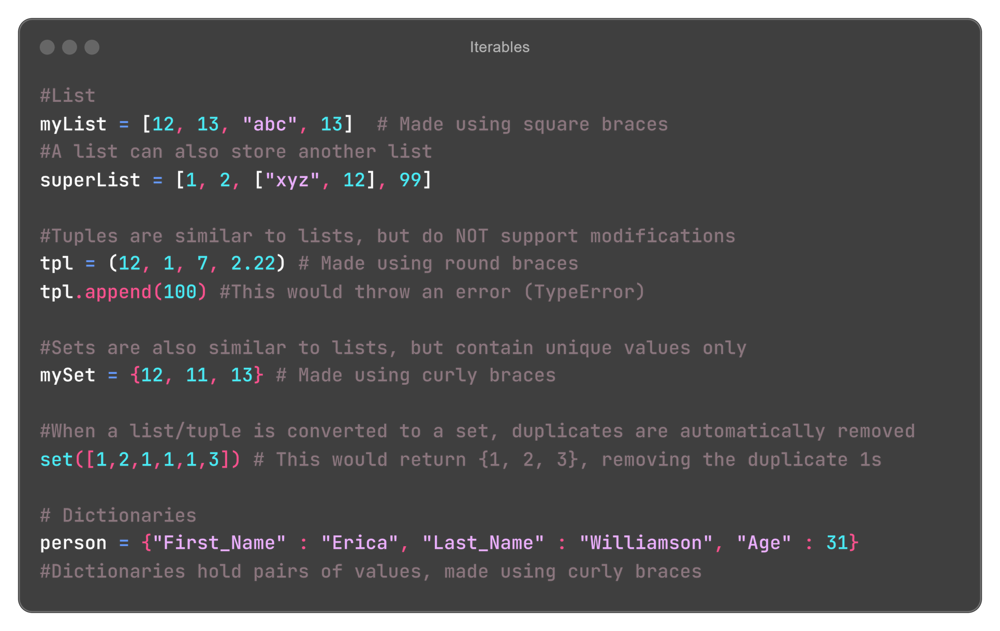 Iterables
#List
myList = [12, 13, "abc", 13]  # Made using square braces
#A list can also store another list
superList = [1, 2, ["xyz", 12], 99]
#Tuples are similar to lists, but do NOT support modifications
tpl = (12, 1, 7, 2.22) # Made using round braces
tpl.append(100) #This would throw an error (TypeError)
#Sets are also similar to lists, but contain unique values only
mySet = {12, 11, 13} # Made using curly braces
#When a list/tuple is converted to a set, duplicates are automatically removed
set([1,2,1,1,1,3]) # This would return {1, 2, 3}, removing the duplicate 1s
# Dictionaries
person = {"First_Name" : "Erica", "Last_Name" : "Williamson", "Age" : 31}
#Dictionaries hold pairs of values, made using curly braces